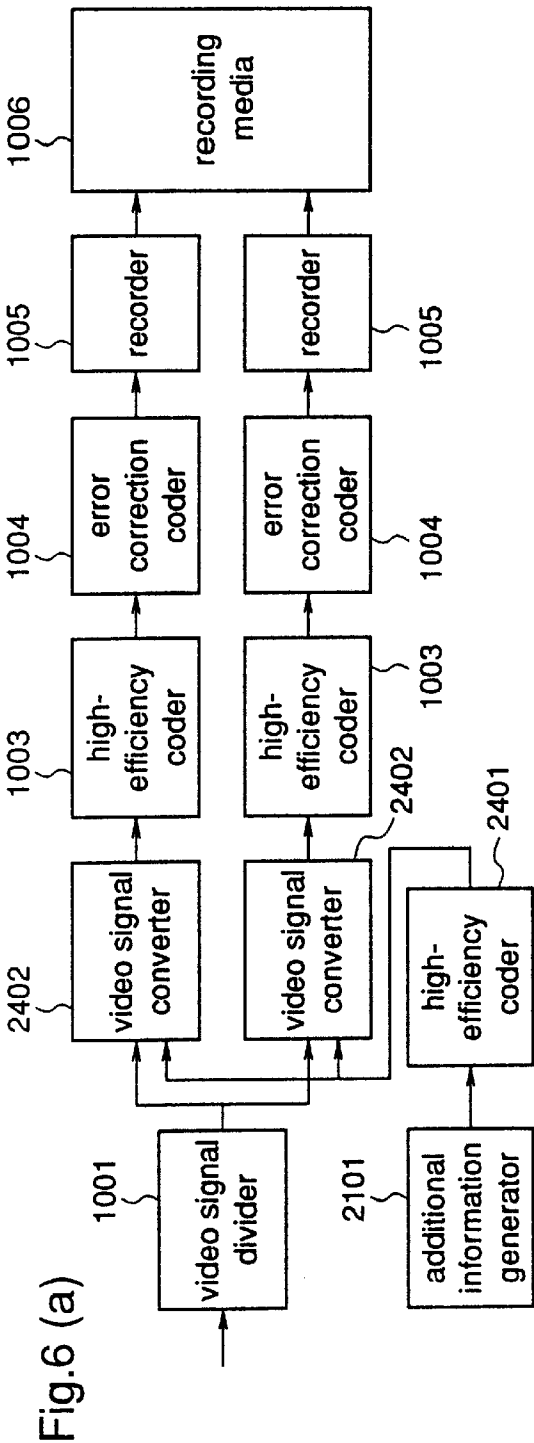 Fig.6 (a)
1001
video signal
divider
2402
video signal
converter
1003
high-
efficiency
coder
1004
error
correction
coder
1005
recorder
1006
recording
media
video signal
converter
2402
high-
efficiency
coder
1003
error
correction
coder
1004
recorder
1005
2101
additional
information
generator
high-
efficiency
coder
2401